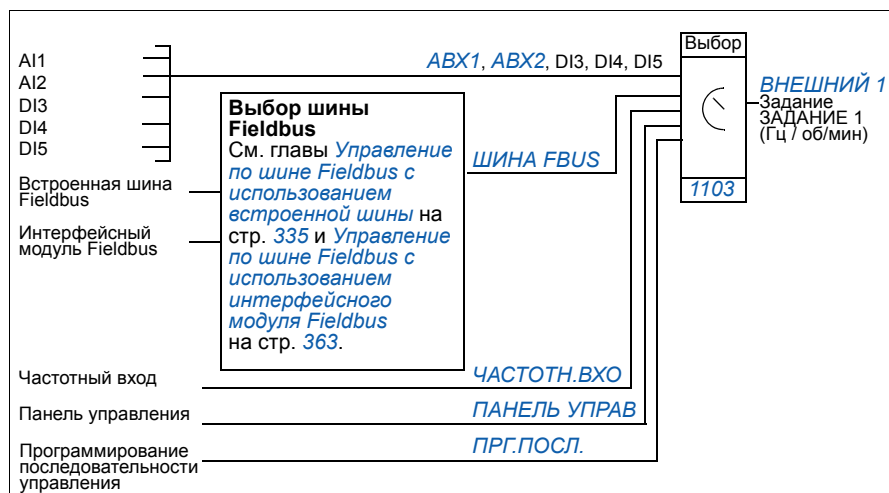 AI1
AI2
DI3
DI4
DI5
Встроенная шина
Fieldbus
Интерфейсный
модуль Fieldbus
Частотный вход
Панель управления
Программирование
последовательности
управления
Выбор шины
Fieldbus
См. главы Управление
по шине Fieldbus с
использованием
встроенной шины на
стр. 335 и Управление
по шине Fieldbus с
использованием
интерфейсного
модуля Fieldbus
на стр. 363.
АВХ1, АВХ2, DI3, DI4, DI5
ШИНА FBUS
ЧАСТОТН.ВХО
ПАНЕЛЬ УПРАВ
ПРГ.ПОСЛ.
Выбор
1103
ВНЕШНИЙ 1
Задание
ЗАДАНИЕ 1
(Гц / об/мин)